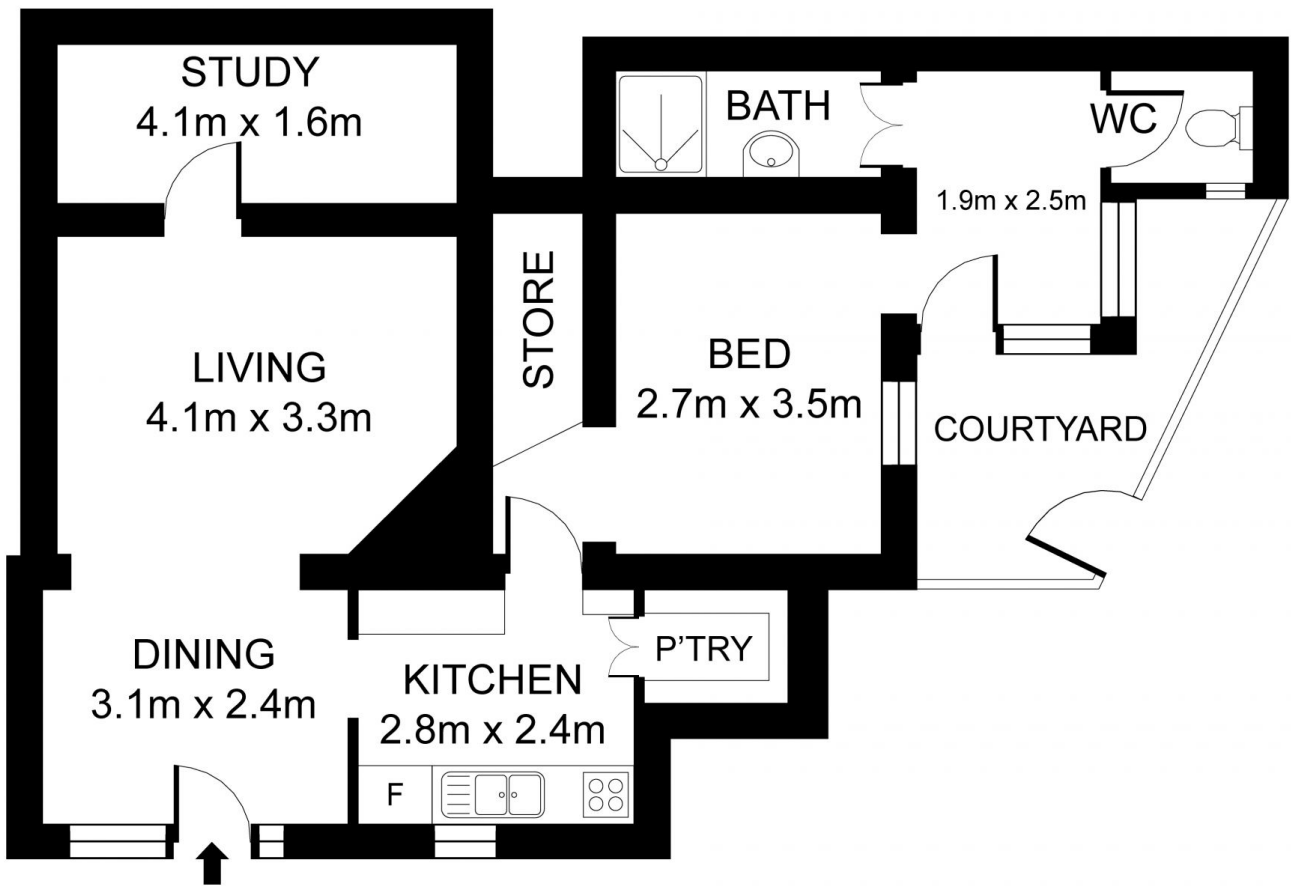 STUDY
4.1m x 1.6m
BATH
WC
1.9m x 2.5m
STORE
LIVING
4.1m x 3.3m
BED
2.7m x 3.5m
COURTYARD
DINING
3.1m x 2.4m
KITCHEN
2.8m x 2.4m
P'TRY
F